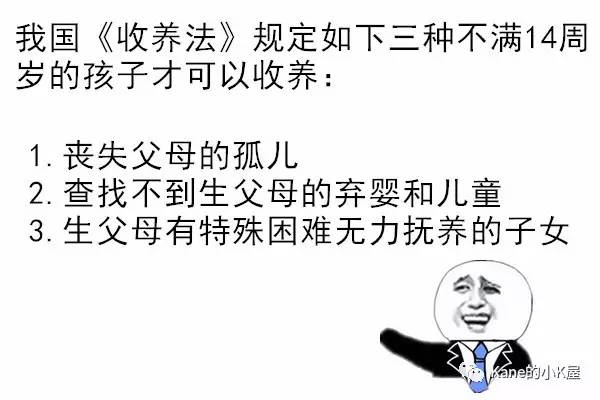 我国《收养法》规定如下三种不满14周
岁的孩子才可以收养：
1.丧失父母的孤儿
2.查找不到生父母的弃婴和儿童
3.生父母有特殊困难无力抚养的子女
Kane的小K屋